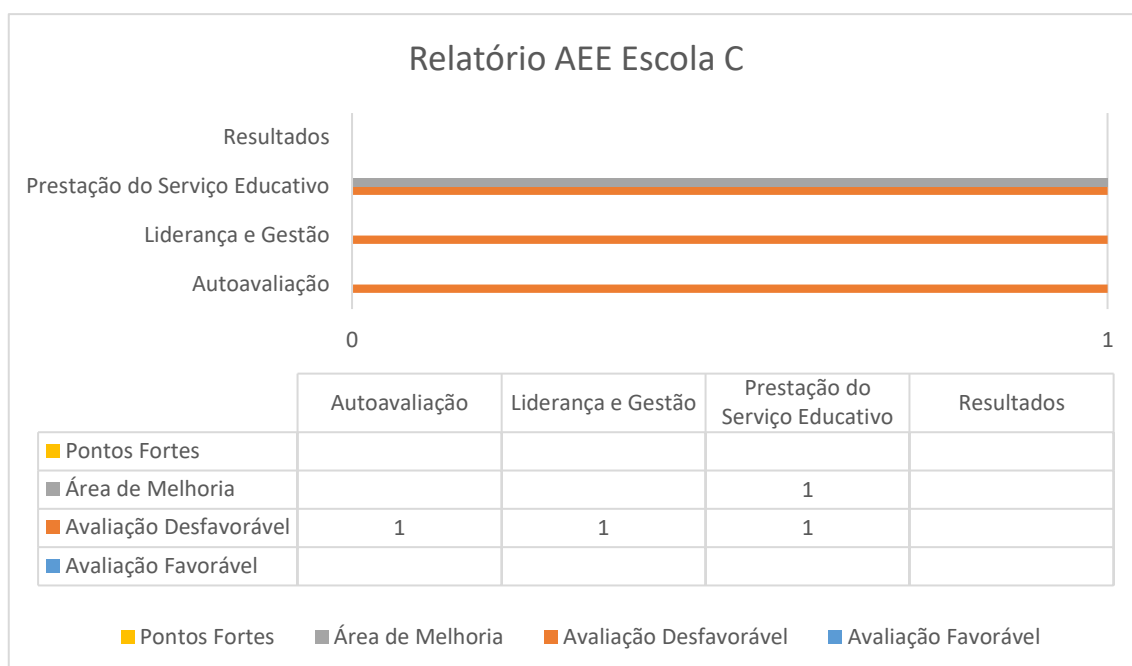 Relatório AEE Escola C
Resultados
Prestação do Serviço Educativo
Liderança e Gestão
Autoavaliação
0 1
Autoavaliação Liderança e Gestão Prestação do Serviço Educativo Resultados
Pontos Fortes
Área de Melhoria 1
Avaliação Desfavorável 1 1 1
Avaliação Favorável
Pontos Fortes Área de Melhoria Avaliação Desfavorável Avaliação Favorável